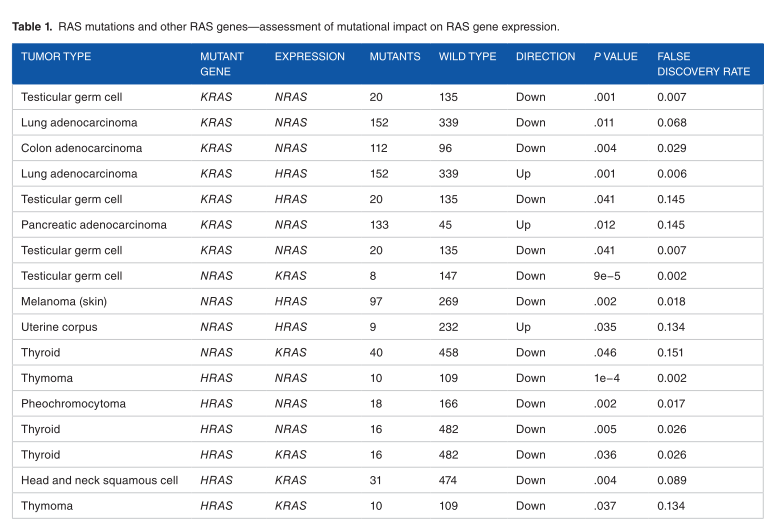 Table 1. RAS mutations and other RAS genes—assessment of mutational impact on RAS gene expression.
TUMOR TYPE MUTANT GENE EXPRESSION MUTANTS WILD TYPE DIRECTION P VALUE FALSE DISCOVERY RATE
Testicular germ cell KRAS NRAS 20 135 Down .001 0.007
Lung adenocarcinoma KRAS NRAS 152 339 Down .011 0.068
Colon adenocarcinoma KRAS NRAS 112 96 Down .004 0.029
Lung adenocarcinoma KRAS HRAS 152 339 Up .001 0.006
Testicular germ cell KRAS HRAS 20 135 Down .041 0.145
Pancreatic adenocarcinoma KRAS NRAS 133 45 Up .012 0.145
Testicular germ cell KRAS NRAS 20 135 Down .041 0.007
Testicular germ cell NRAS KRAS 8 147 Down 9e−5 0.002
Melanoma (skin) NRAS HRAS 97 269 Down .002 0.018
Uterine corpus NRAS HRAS 9 232 Up .035 0.134
Thyroid NRAS KRAS 40 458 Down .046 0.151
Thymoma HRAS NRAS 10 109 Down 1e−4 0.002
Pheochromocytoma HRAS NRAS 18 166 Down .002 0.017
Thyroid HRAS NRAS 16 482 Down .005 0.026
Thyroid HRAS KRAS 16 482 Down .036 0.026
Head and neck squamous cell HRAS KRAS 31 474 Down .004 0.089
Thymoma HRAS KRAS 10 109 Down .037 0.134